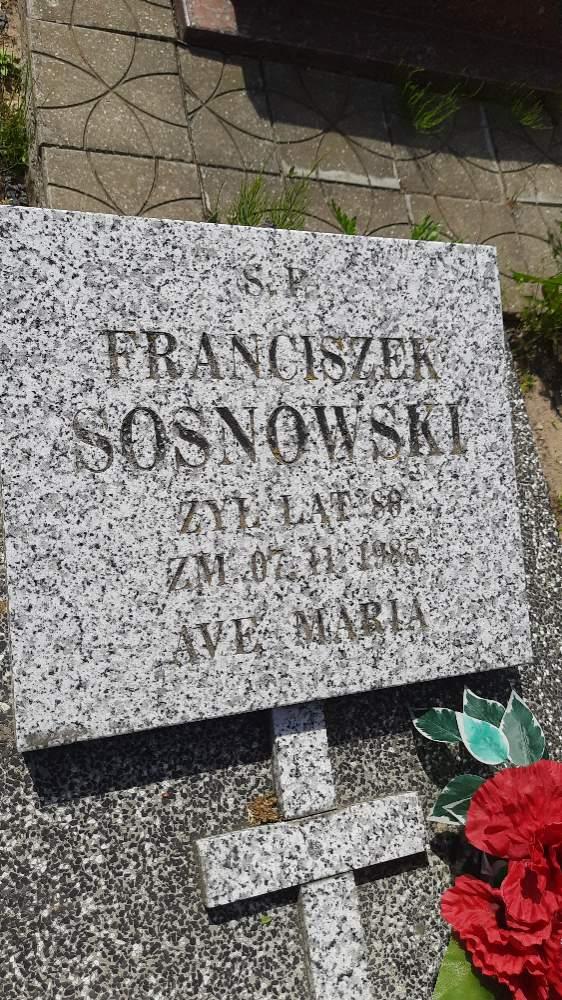 Ś. P.
FRANCISZEK
SOSNOWSKI
ŻYŁ LAT 80
ZM. 07. 11. 1985
AVE MARIA